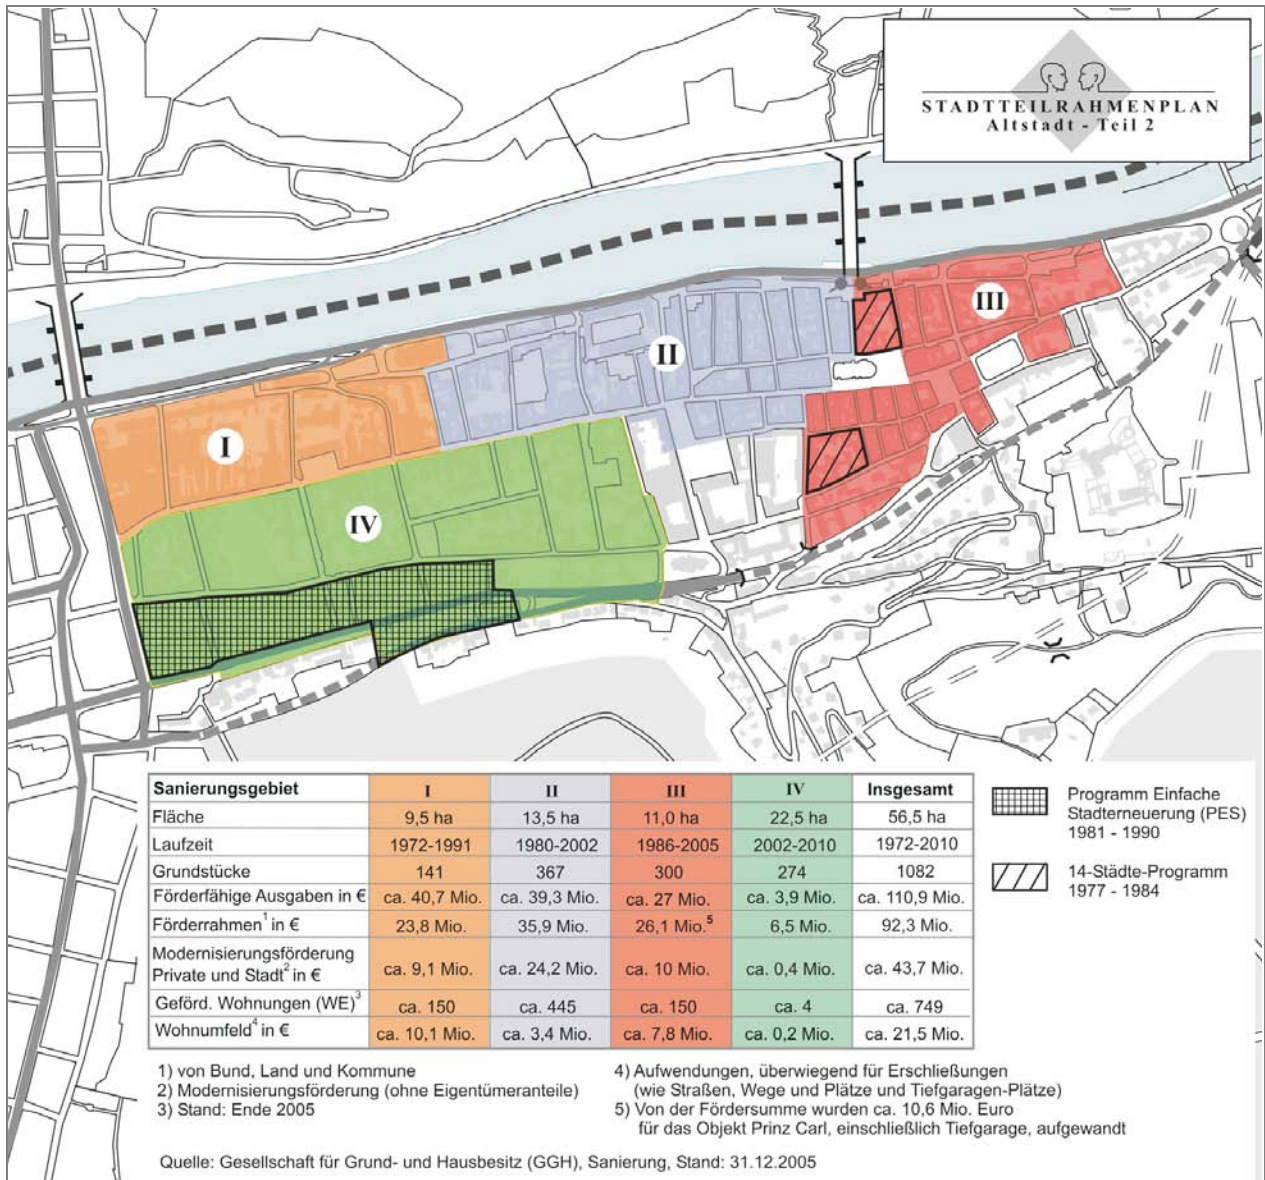 STADTTEILRAHMENPLAN
Altstadt - Teil 2
III
II
I
IV
Sanierungsgebiet I II III IV Insgesamt
Fläche 9,5 ha 13,5 ha 11,0 ha 22,5 ha 56,5 ha
Laufzeit 1972-1991 1980-2002 1986-2005 2002-2010 1972-2010
Grundstücke 141 367 300 274 1082
Förderfähige Ausgaben in € ca. 40,7 Mio. ca. 39,3 Mio. ca. 27 Mio. ca. 3,9 Mio. ca. 110,9 Mio.
Förderrahmen¹ in € 23,8 Mio. 35,9 Mio. 26,1 Mio.⁵ 6,5 Mio. 92,3 Mio.
Modernisierungsförderung
Private und Stadt² in € ca. 9,1 Mio. ca. 24,2 Mio. ca. 10 Mio. ca. 0,4 Mio. ca. 43,7 Mio.
Geförd. Wohnungen (WE)³ ca. 150 ca. 445 ca. 150 ca. 4 ca. 749
Wohnumfeld⁴ in € ca. 10,1 Mio. ca. 3,4 Mio. ca. 7,8 Mio. ca. 0,2 Mio. ca. 21,5 Mio.
Programm Einfache
Stadterneuerung (PES)
1981 - 1990
14-Städte-Programm
1977 - 1984
1) von Bund, Land und Kommune
2) Modernisierungsförderung (ohne Eigentümeranteile)
3) Stand: Ende 2005
4) Aufwendungen, überwiegend für Erschließungen
(wie Straßen, Wege und Plätze und Tiefgaragen-Plätze)
5) Von der Fördersumme wurden ca. 10,6 Mio. Euro
für das Objekt Prinz Carl, einschließlich Tiefgarage, aufgewandt
Quelle: Gesellschaft für Grund- und Hausbesitz (GGH), Sanierung, Stand: 31.12.2005